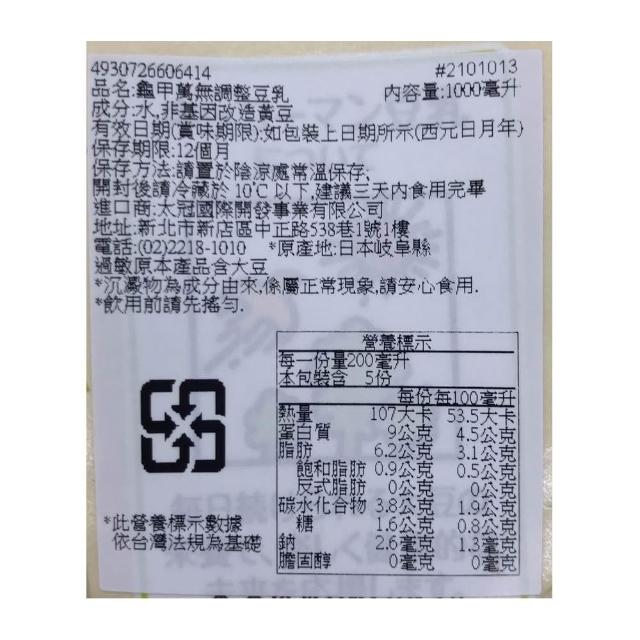 4930726606414 #2101013
品名:龜甲萬無調整豆乳 內容量:1000毫升
成分:水,非基因改造黃豆
有效日期(賞味期限):如包裝上日期所示(西元日月年)
保存期限:12個月
保存方法:請置於陰涼處常溫保存,
開封後請冷藏於 10℃ 以下,建議三天內食用完畢
進口商:太冠國際開發事業有限公司
地址:新北市新店區中正路538巷1號1樓
電話:(02)2218-1010 *原產地:日本岐阜縣
過敏原本產品含大豆
*沉澱物為成分由來,係屬正常現象,請安心食用.
*飲用前請先搖勻.
營養標示
每一份量200毫升
本包裝含 5份
每份 每100毫升
熱量 107大卡 53.5大卡
蛋白質 9公克 4.5公克
脂肪 6.2公克 3.1公克
飽和脂肪 0.9公克 0.5公克
反式脂肪 0公克 0公克
碳水化合物 3.8公克 1.9公克
糖 1.6公克 0.8公克
鈉 2.6毫克 1.3毫克
膽固醇 0毫克 0毫克
*此營養標示數據
依台灣法規為基礎